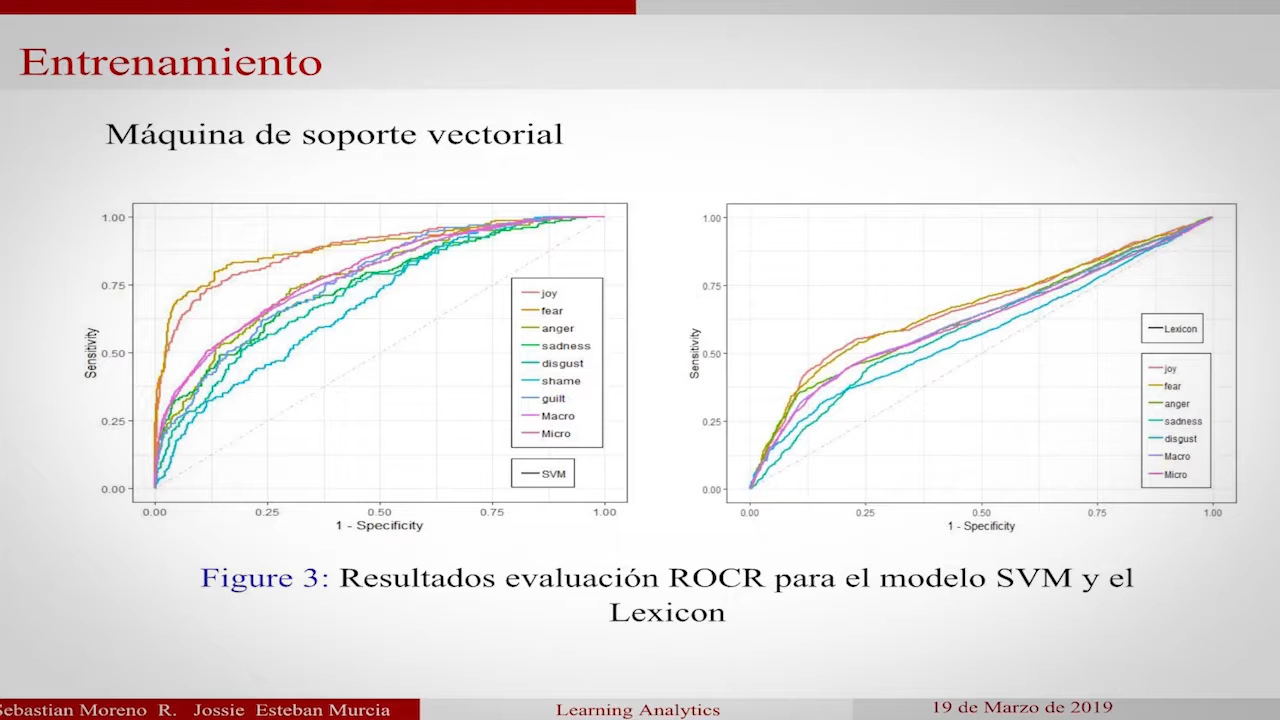 Entrenamiento
Máquina de soporte vectorial
1.00
0.75
0.50
0.25
0.00
Sensitivity
0.00 0.25 0.50 0.75 1.00
1 - Specificity
joy
fear
anger
sadness
disgust
shame
guilt
Macro
Micro
SVM
1.00
0.75
0.50
0.25
0.00
Sensitivity
0.00 0.25 0.50 0.75 1.00
1 - Specificity
Lexicon
joy
fear
anger
sadness
disgust
Macro
Micro
Figure 3: Resultados evaluación ROCR para el modelo SVM y el
Lexicon
Sebastian Moreno R. Jossie Esteban Murcia
Learning Analytics
19 de Marzo de 2019